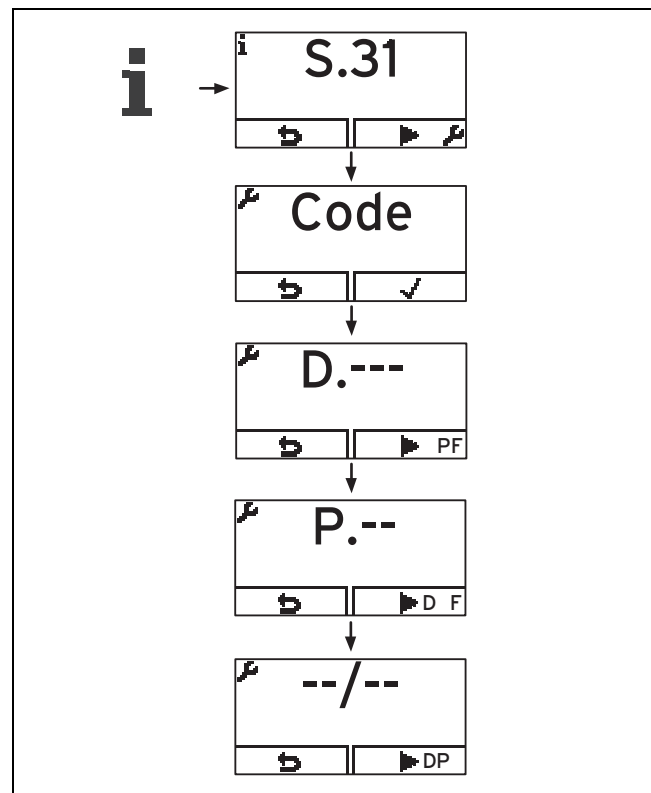 i
i S.31
Code
D.---
PF
P.--
D F
--/--
DP